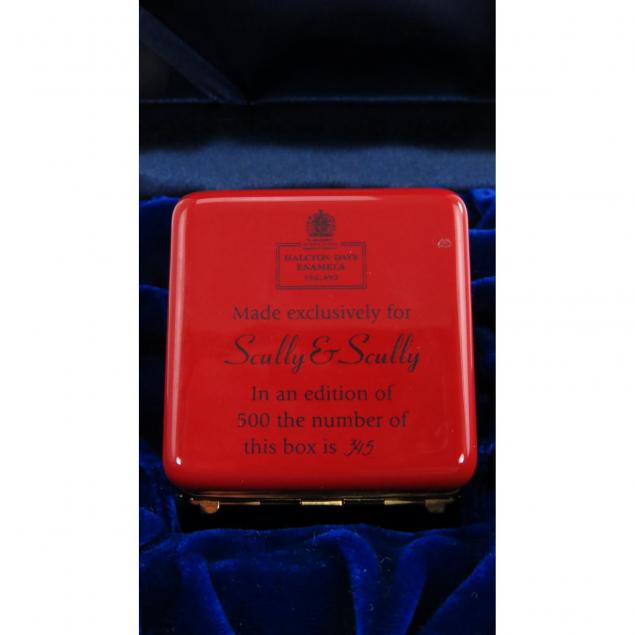 HALCYON DAYS
ENAMELS
ENGLAND
Made exclusively for
Scully & Scully
In an edition of
500 the number of
this box is 345